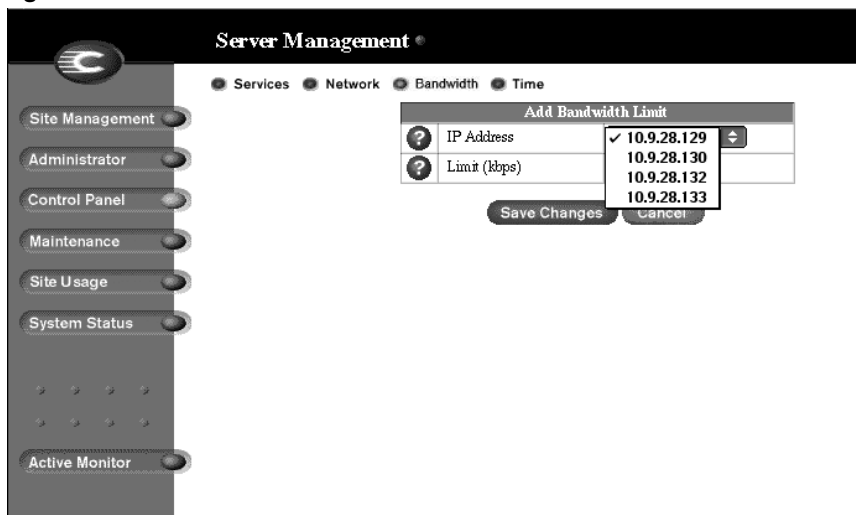 Server Management
Services Network Bandwidth Time
Site Management
Administrator
Control Panel
Maintenance
Site Usage
System Status
Active Monitor
Add Bandwidth Limit
? IP Address
✓ 10.9.28.129
10.9.28.130
10.9.28.132
10.9.28.133
? Limit (kbps)
Save Changes Cancel